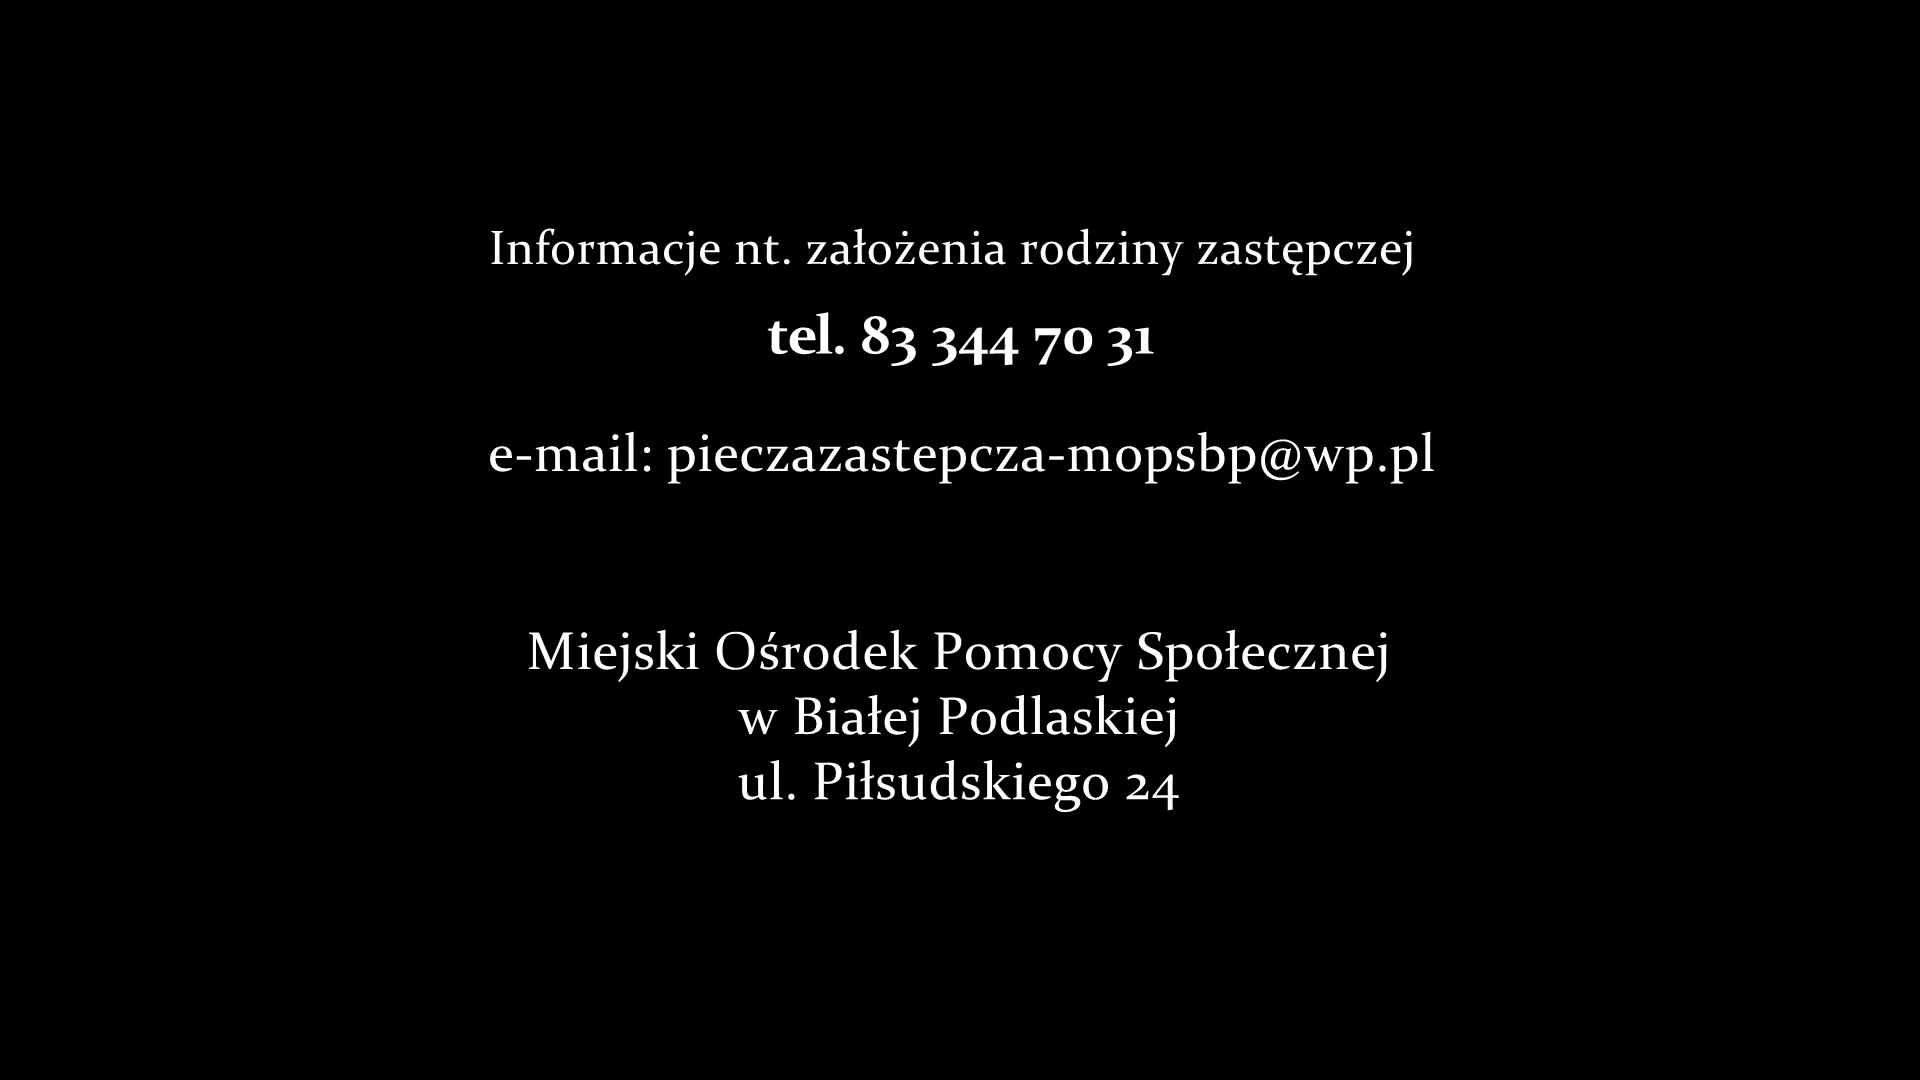 Informacje nt. założenia rodziny zastępczej
tel. 83 344 70 31
e-mail: pieczazastepcza-mopsbp@wp.pl
Miejski Ośrodek Pomocy Społecznej
w Białej Podlaskiej
ul. Piłsudskiego 24